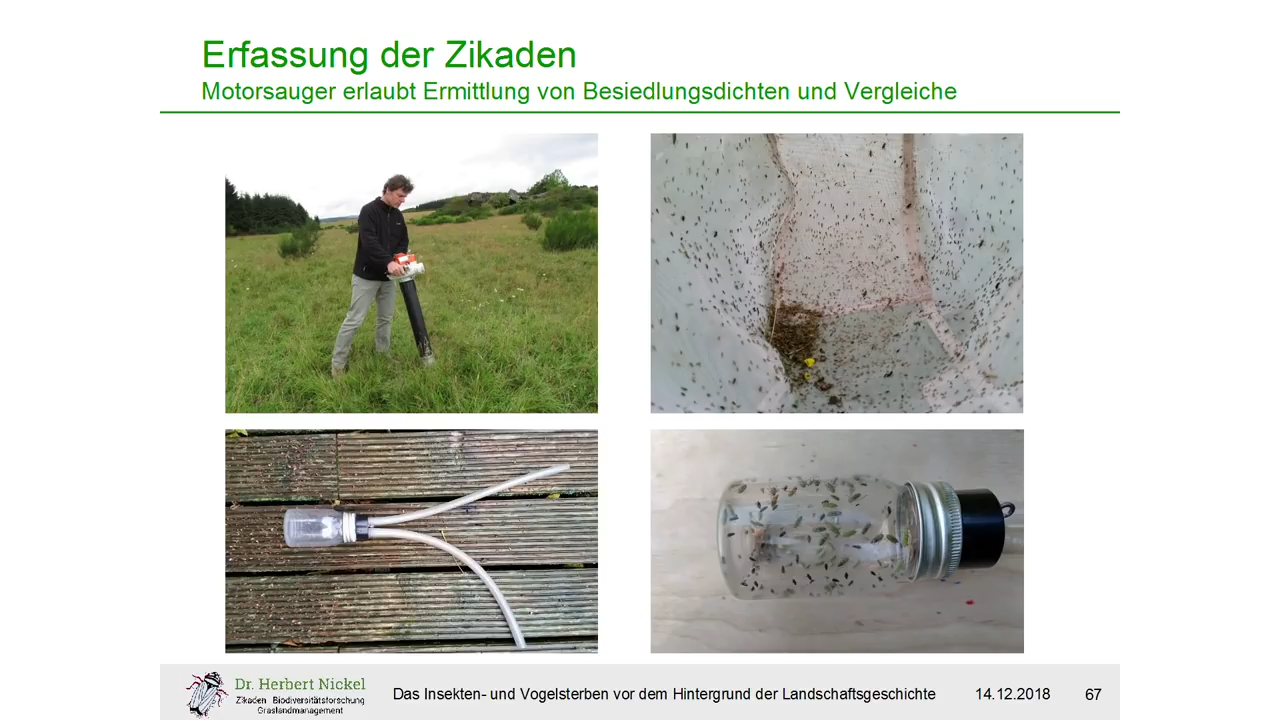 Erfassung der Zikaden
Motorsauger erlaubt Ermittlung von Besiedlungsdichten und Vergleiche
Dr. Herbert Nickel
Zikaden Biodiversitätsforschung
Graslandmanagement
Das Insekten- und Vogelsterben vor dem Hintergrund der Landschaftsgeschichte
14.12.2018
67